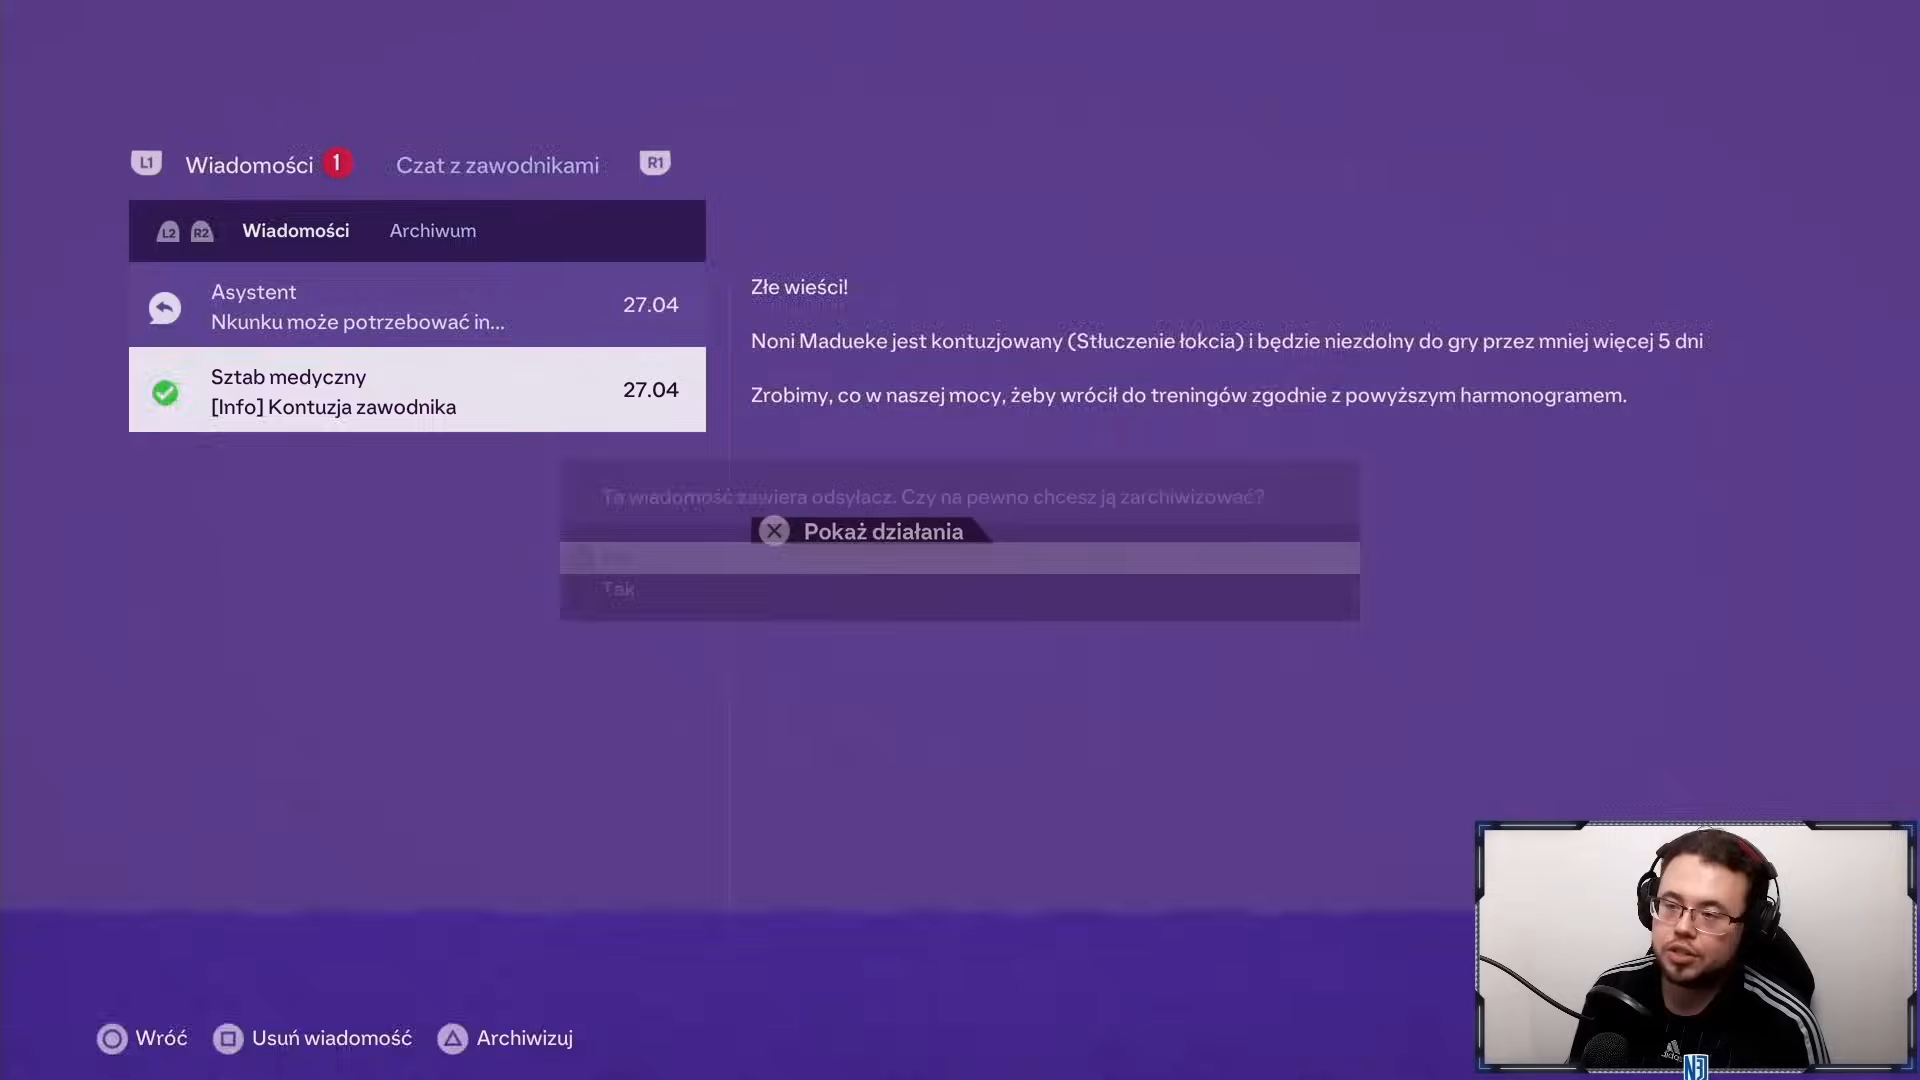 L1 Wiadomości 1 Czat z zawodnikami R1
L2 R2 Wiadomości Archiwum
Asystent
Nkunku może potrzebować in...
27.04
Sztab medyczny
[Info] Kontuzja zawodnika
27.04
Złe wieści!
Noni Madueke jest kontuzjowany (Stłuczenie łokcia) i będzie niezdolny do gry przez mniej więcej 5 dni
Zrobimy, co w naszej mocy, żeby wrócił do treningów zgodnie z powyższym harmonogramem.
Ta wiadomość zawiera odsyłacz. Czy na pewno chcesz ją zarchiwizować?
Pokaż działania
Tak
Wróć Usuń wiadomość Archiwizuj
adidas
N3